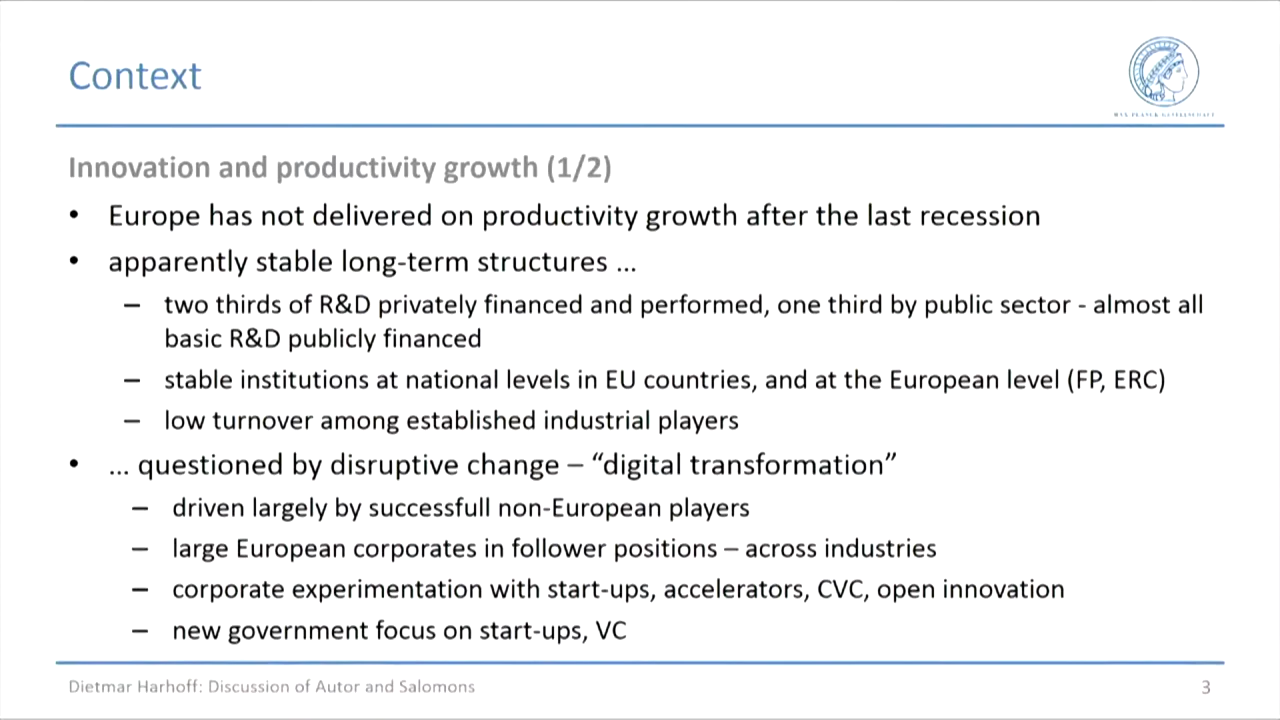 Context
MAX PLANCK GESELLSCHAFT
Innovation and productivity growth (1/2)
• Europe has not delivered on productivity growth after the last recession
• apparently stable long-term structures ...
– two thirds of R&D privately financed and performed, one third by public sector - almost all
basic R&D publicly financed
– stable institutions at national levels in EU countries, and at the European level (FP, ERC)
– low turnover among established industrial players
• ... questioned by disruptive change – “digital transformation”
– driven largely by successfull non-European players
– large European corporates in follower positions – across industries
– corporate experimentation with start-ups, accelerators, CVC, open innovation
– new government focus on start-ups, VC
Dietmar Harhoff: Discussion of Autor and Salomons
3